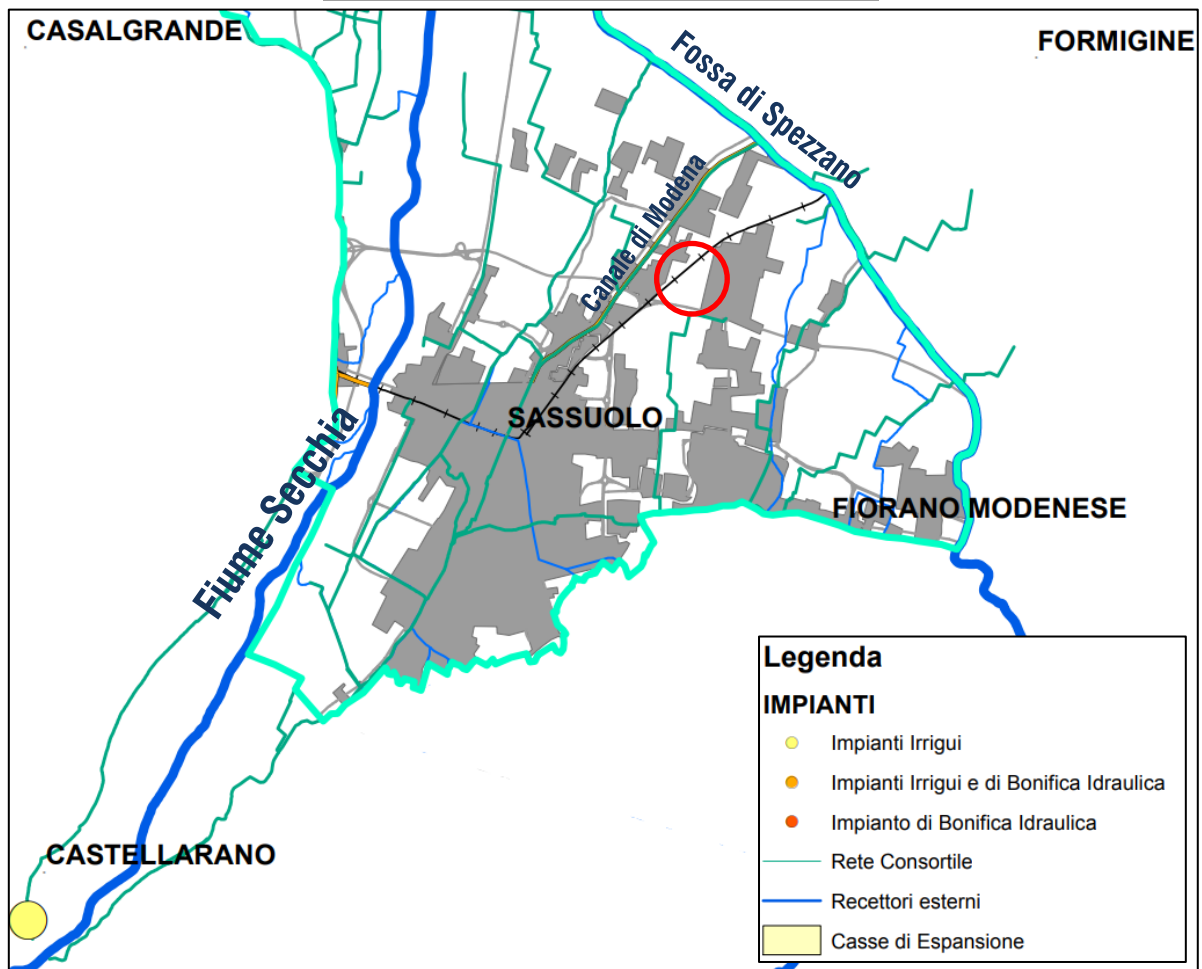 CASALGRANDE
FORMIGINE
Fossa di Spezzano
Canale di Modena
SASSUOLO
Fiume Secchia
FIORANO MODENESE
CASTELLARANO
Legenda
IMPIANTI
Impianti Irrigui
Impianti Irrigui e di Bonifica Idraulica
Impianto di Bonifica Idraulica
Rete Consortile
Recettori esterni
Casse di Espansione